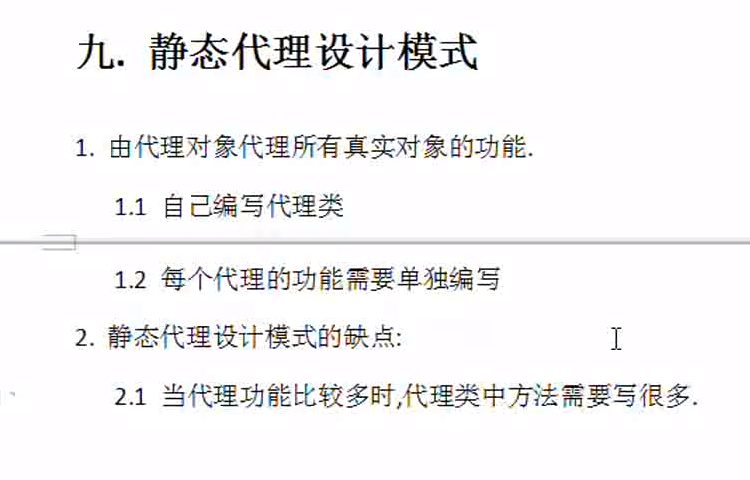 九. 静态代理设计模式
1. 由代理对象代理所有真实对象的功能.
1.1 自己编写代理类
1.2 每个代理的功能需要单独编写
2. 静态代理设计模式的缺点:
2.1 当代理功能比较多时,代理类中方法需要写很多.